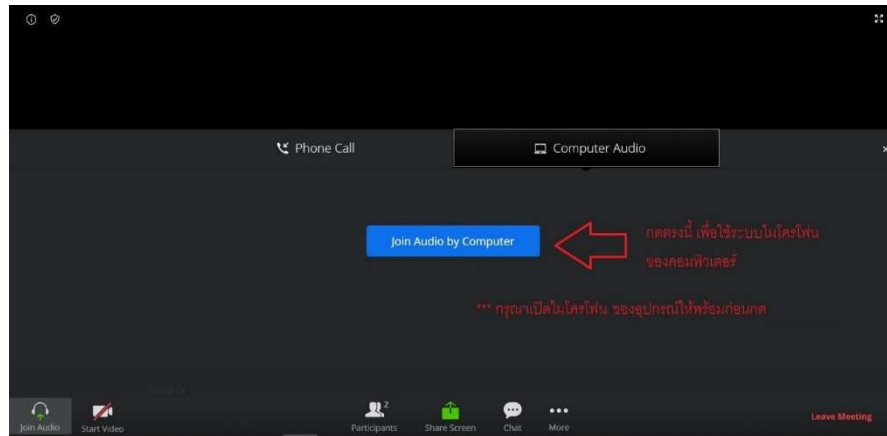 Phone Call
Computer Audio
Join Audio by Computer
กดตรงนี้ เพื่อใช้ระบบไมโครโฟน
ของคอมพิวเตอร์
*** กรุณาเปิดไมโครโฟน ของอุปกรณ์ให้พร้อมก่อนกด
2
Join Audio
Start Video
Participants
Share Screen
Chat
More
Leave Meeting